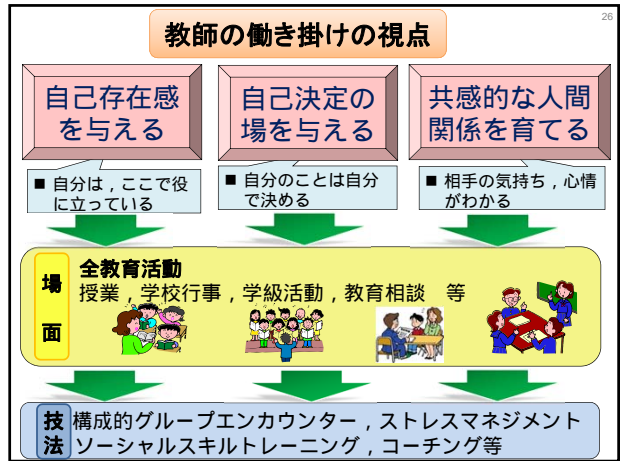 26
教師の働き掛けの視点
自己存在感
を与える
自己決定の
場を与える
共感的な人間
関係を育てる
■ 自分は，ここで役
に立っている
■ 自分のことは自分
で決める
■ 相手の気持ち，心情
がわかる
場
面
全教育活動
授業，学校行事，学級活動，教育相談　等
技
法
構成的グループエンカウンター，ストレスマネジメント
ソーシャルスキルトレーニング，コーチング等